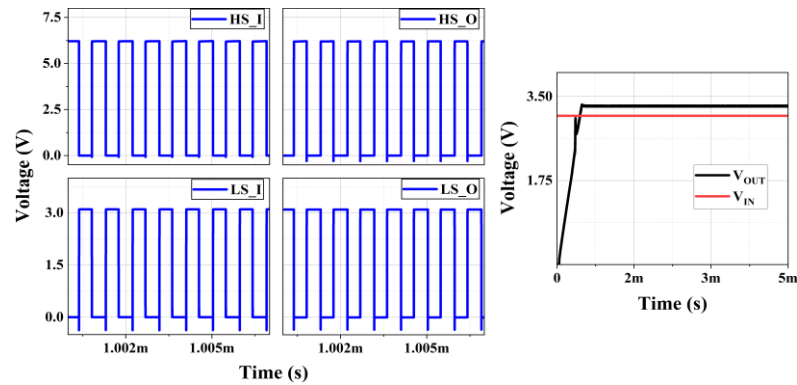 HS_I
HS_O
7.5
5.0
2.5
0.0
LS_I
LS_O
3.0
1.5
0.0
Voltage (V)
1.002m
1.005m
1.002m
1.005m
Time (s)
3.50
1.75
Voltage (V)
V_OUT
V_IN
0
2m
3m
5m
Time (s)